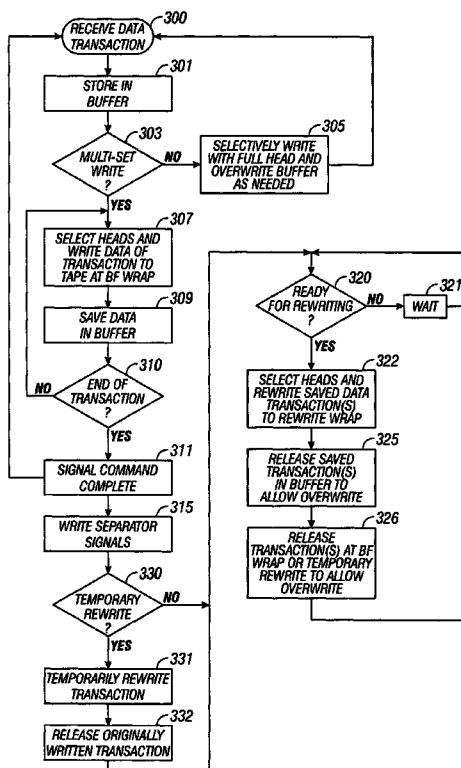 300
RECEIVE DATA
TRANSACTION
301
STORE IN
BUFFER
303
MULTI-SET
WRITE
?
NO
YES
305
SELECTIVELY WRITE
WITH FULL HEAD AND
OVERWRITE BUFFER
AS NEEDED
307
SELECT HEADS AND
WRITE DATA OF
TRANSACTION TO
TAPE AT BF WRAP
309
SAVE DATA
IN BUFFER
310
END OF
TRANSACTION
?
NO
YES
311
SIGNAL COMMAND
COMPLETE
315
WRITE SEPARATOR
SIGNALS
330
TEMPORARY
REWRITE
?
NO
YES
331
TEMPORARILY REWRITE
TRANSACTION
332
RELEASE ORIGINALLY
WRITTEN TRANSACTION
320
READY
FOR REWRITING
?
NO
YES
321
WAIT
322
SELECT HEADS AND
REWRITE SAVED DATA
TRANSACTION(S)
TO REWRITE WRAP
325
RELEASE SAVED
TRANSACTION(S)
IN BUFFER TO
ALLOW OVERWRITE
326
RELEASE
TRANSACTION(S) AT BF
WRAP OR TEMPORARY
REWRITE TO ALLOW
OVERWRITE